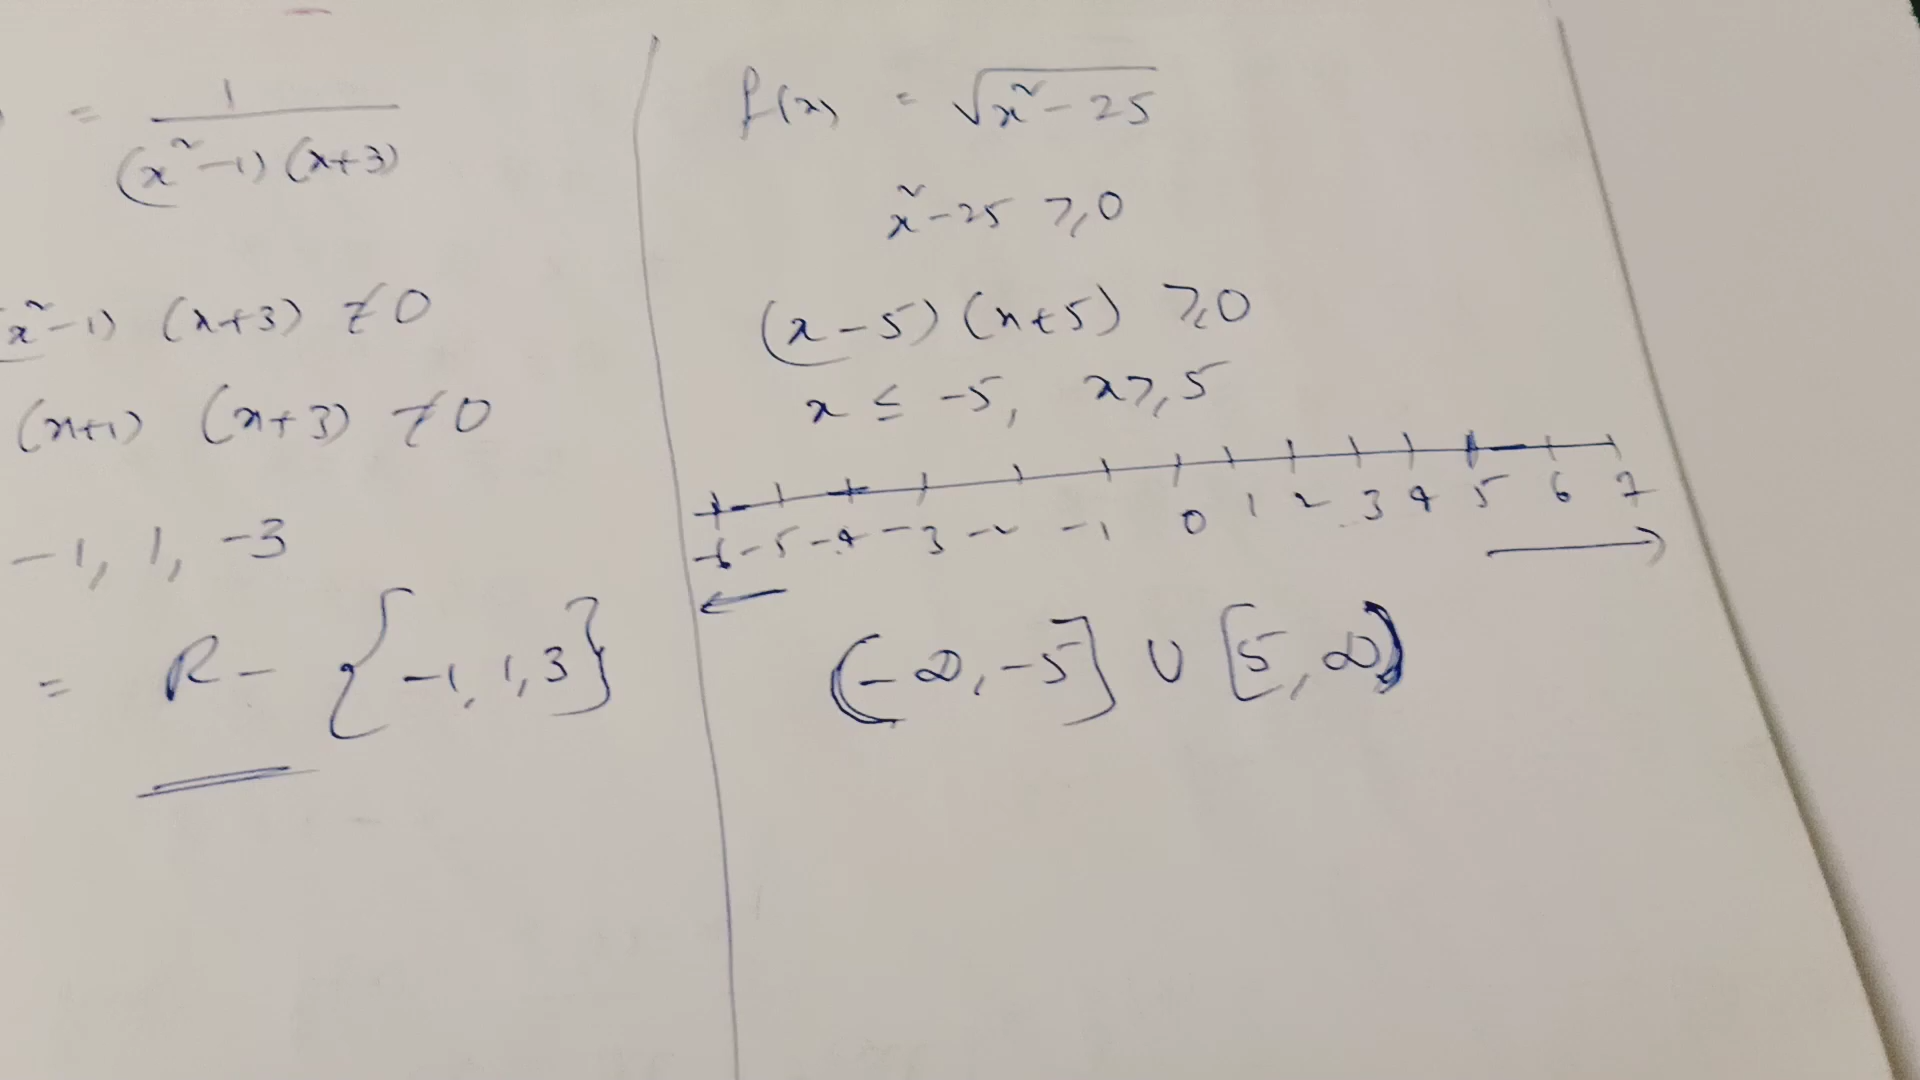 = 1/((x²-1)(x+3))
(x²-1) (x+3) ≠0
(x+1) (x+3) ≠0
-1, 1, -3
= R- {-1,1,3}
f(x) = √(x²-25)
x²-25 ≥0
(x-5)(x+5) ≥0
x ≤ -5, x≥5
-6 -5 -4 -3 -2 -1 0 1 2 3 4 5 6 7
(-∞,-5] ∪ [5,∞)